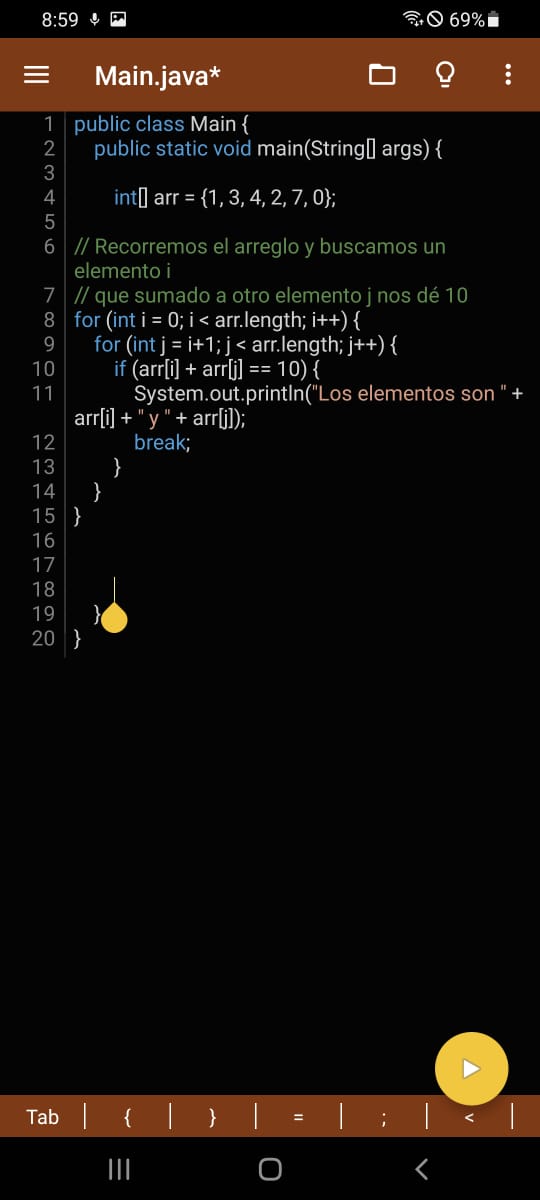 8:59 69%
Main.java*
1 public class Main {
2 public static void main(String[] args) {
3
4 int[] arr = {1, 3, 4, 2, 7, 0};
5
6 // Recorremos el arreglo y buscamos un
elemento i
7 // que sumado a otro elemento j nos dé 10
8 for (int i = 0; i < arr.length; i++) {
9 for (int j = i+1; j < arr.length; j++) {
10 if (arr[i] + arr[j] == 10) {
11 System.out.println("Los elementos son " +
arr[i] + " y " + arr[j]);
12 break;
13 }
14 }
15 }
16
17
18
19 }
20 }
Tab { } = ; <